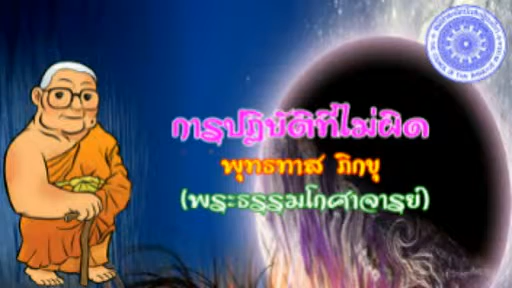 การปฏิบัติที่ไม่ผิด
พุทธทาส ภิกขุ
(พระธรรมโกศาจารย์)